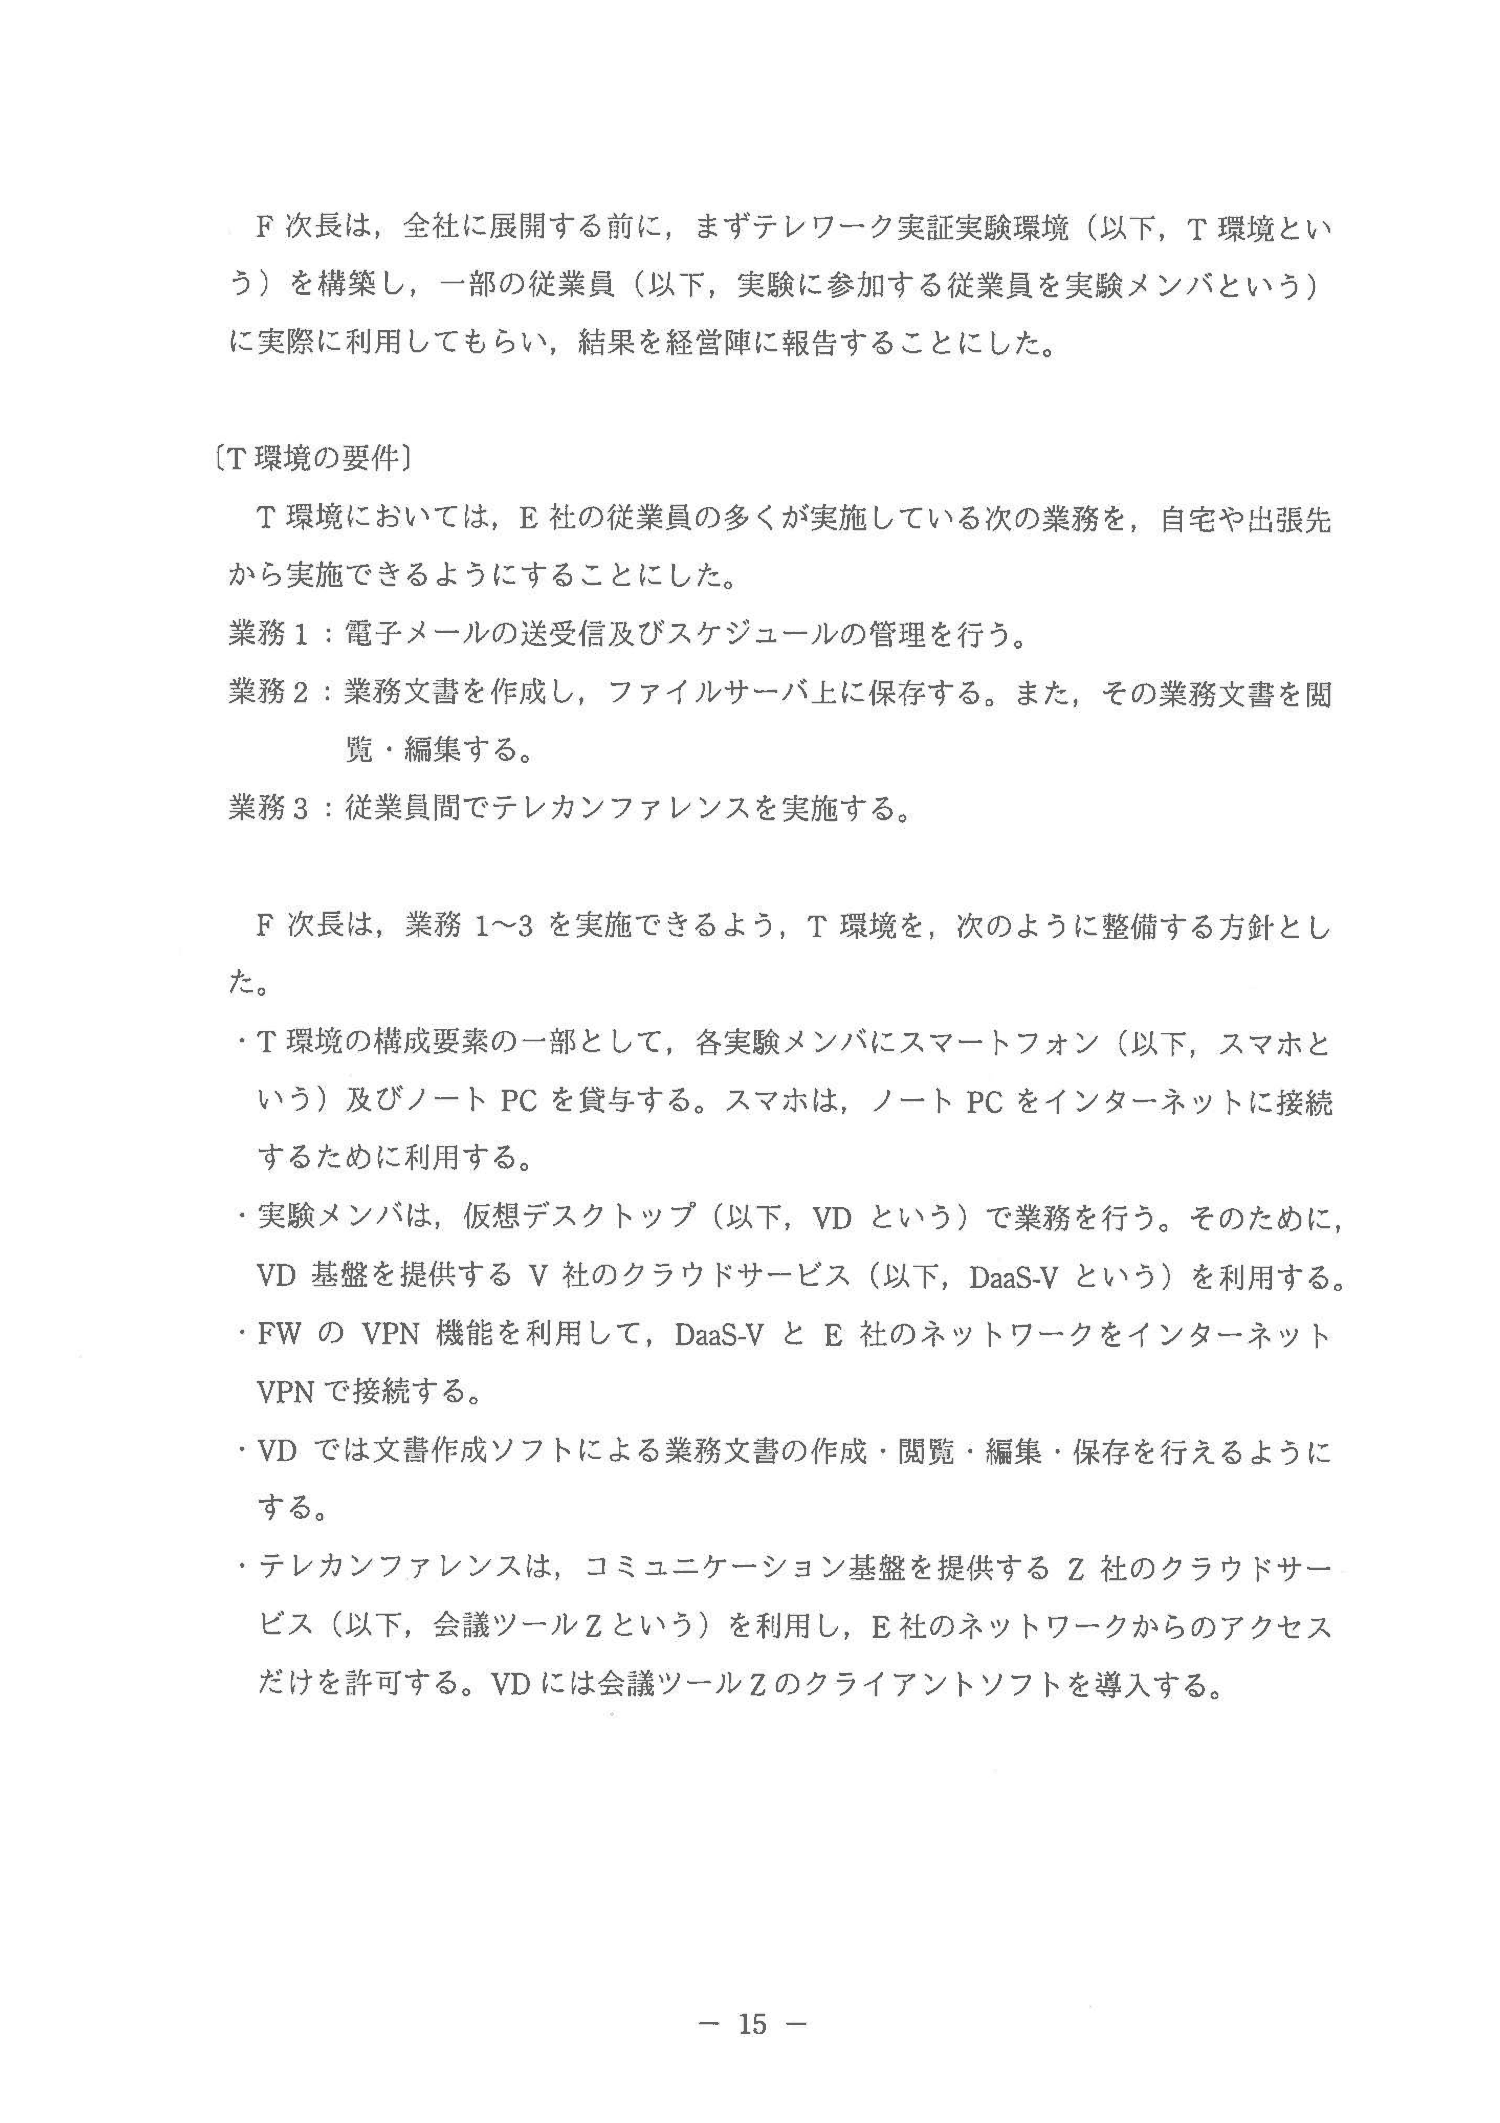 F 次長は，全社に展開する前に，まずテレワーク実証実験環境（以下，T 環境とい
う）を構築し，一部の従業員（以下，実験に参加する従業員を実験メンバという）
に実際に利用してもらい，結果を経営陣に報告することにした。
〔T 環境の要件〕
T 環境においては，E 社の従業員の多くが実施している次の業務を，自宅や出張先
から実施できるようにすることにした。
業務 1 ：電子メールの送受信及びスケジュールの管理を行う。
業務 2 ：業務文書を作成し，ファイルサーバ上に保存する。また，その業務文書を閲
覧・編集する。
業務 3 ：従業員間でテレカンファレンスを実施する。
F 次長は，業務 1～3 を実施できるよう，T 環境を，次のように整備する方針とし
た。
・T 環境の構成要素の一部として，各実験メンバにスマートフォン（以下，スマホと
いう）及びノート PC を貸与する。スマホは，ノート PC をインターネットに接続
するために利用する。
・実験メンバは，仮想デスクトップ（以下，VD という）で業務を行う。そのために，
VD 基盤を提供する V 社のクラウドサービス（以下，DaaS-V という）を利用する。
・FW の VPN 機能を利用して，DaaS-V と E 社のネットワークをインターネット
VPN で接続する。
・VD では文書作成ソフトによる業務文書の作成・閲覧・編集・保存を行えるように
する。
・テレカンファレンスは，コミュニケーション基盤を提供する Z 社のクラウドサー
ビス（以下，会議ツール Z という）を利用し，E 社のネットワークからのアクセス
だけを許可する。VD には会議ツール Z のクライアントソフトを導入する。
－ 15 －